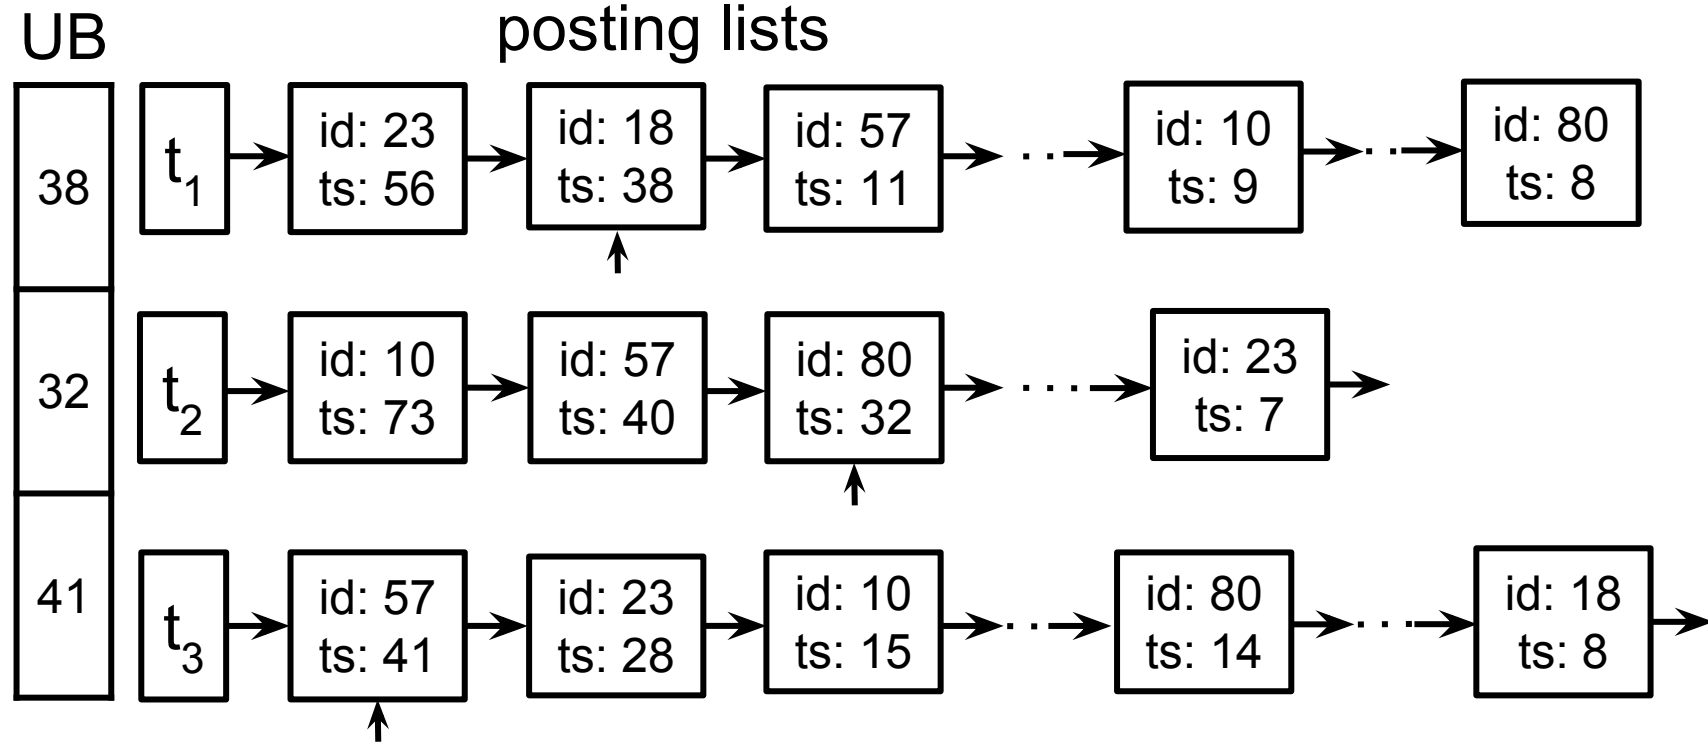 UB
posting lists
38
t1
id: 23
ts: 56
id: 18
ts: 38
id: 57
ts: 11
. .
id: 10
ts: 9
. .
id: 80
ts: 8
32
t2
id: 10
ts: 73
id: 57
ts: 40
id: 80
ts: 32
. . .
id: 23
ts: 7
41
t3
id: 57
ts: 41
id: 23
ts: 28
id: 10
ts: 15
. .
id: 80
ts: 14
. . .
id: 18
ts: 8